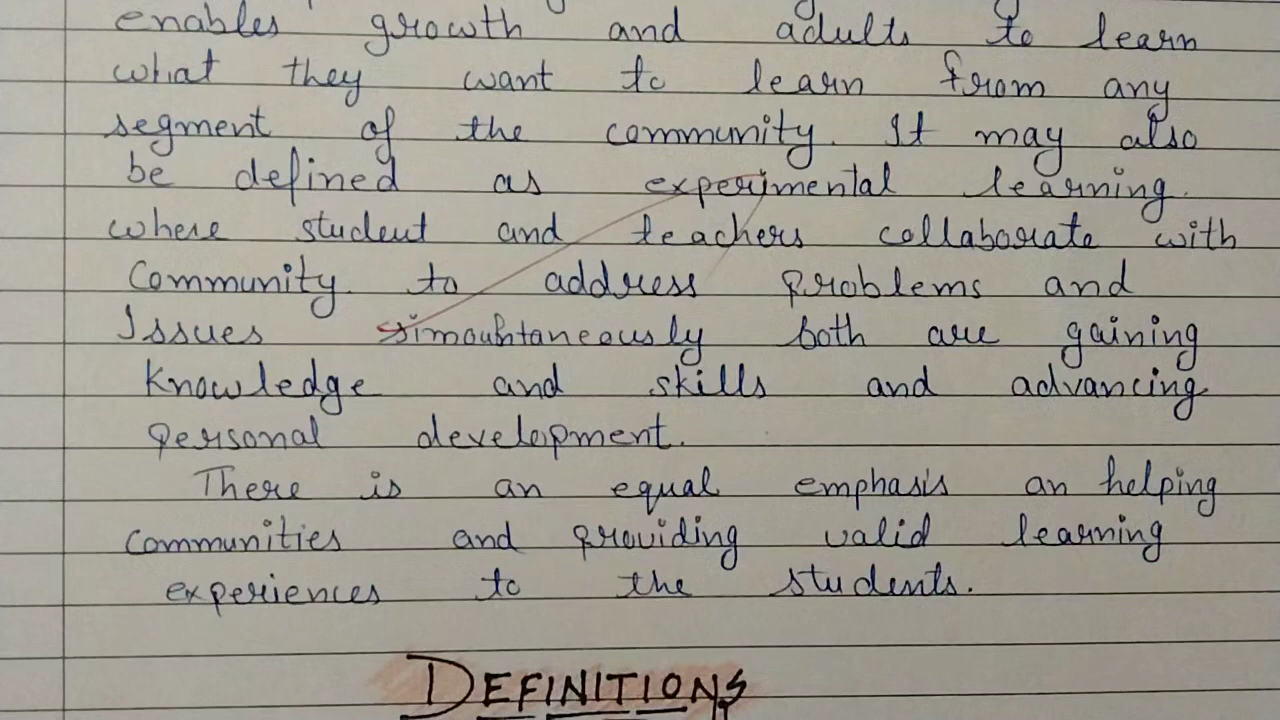 enables growth and adults to learn
what they want to learn from any
segment of the community. It may also
be defined as experimental learning.
where student and teachers collaborate with
Community. to address problems and
Issues simountaneously both are gaining
Knowledge and skills and advancing
personal development.
There is an equal emphasis an helping
communities and providing valid learning
experiences to the students.
DEFINITIONS